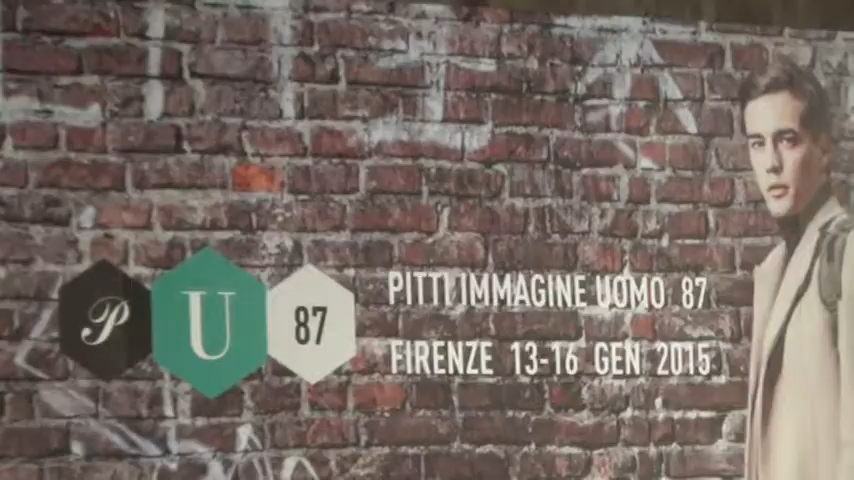 P U 87
PITTI IMMAGINE UOMO 87
FIRENZE 13-16 GEN 2015